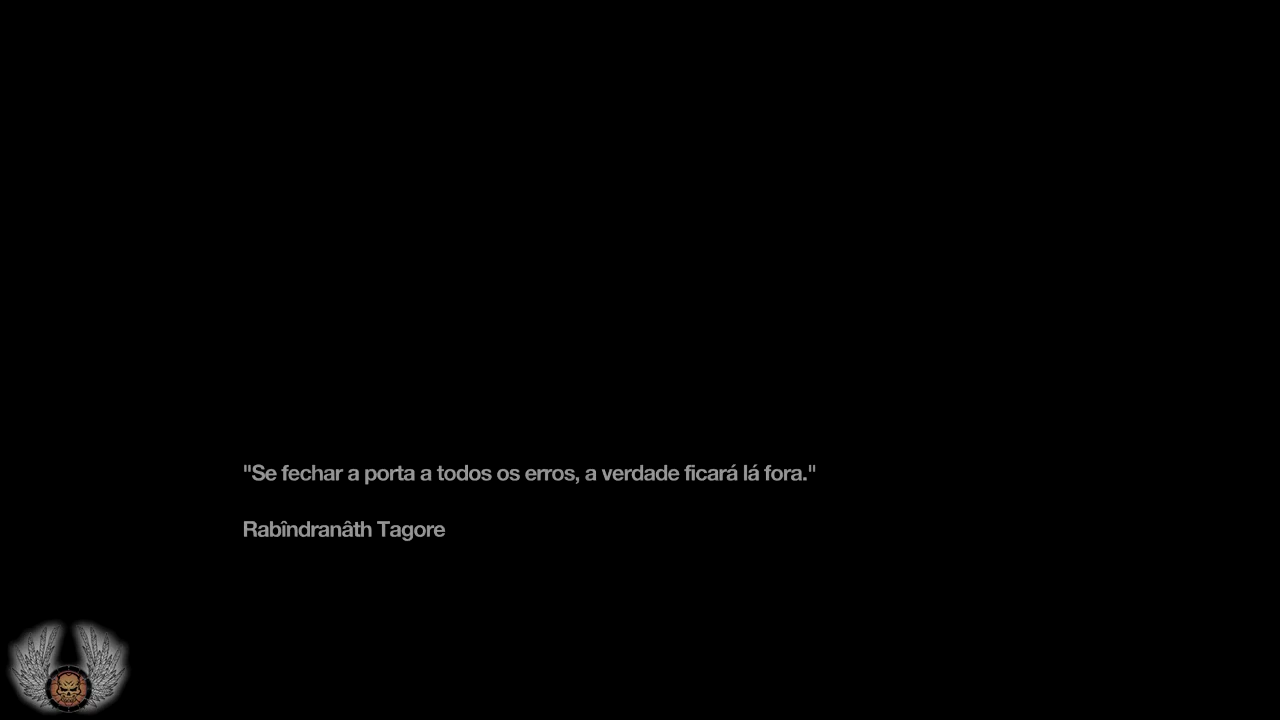 "Se fechar a porta a todos os erros, a verdade ficará lá fora."
Rabîndranâth Tagore